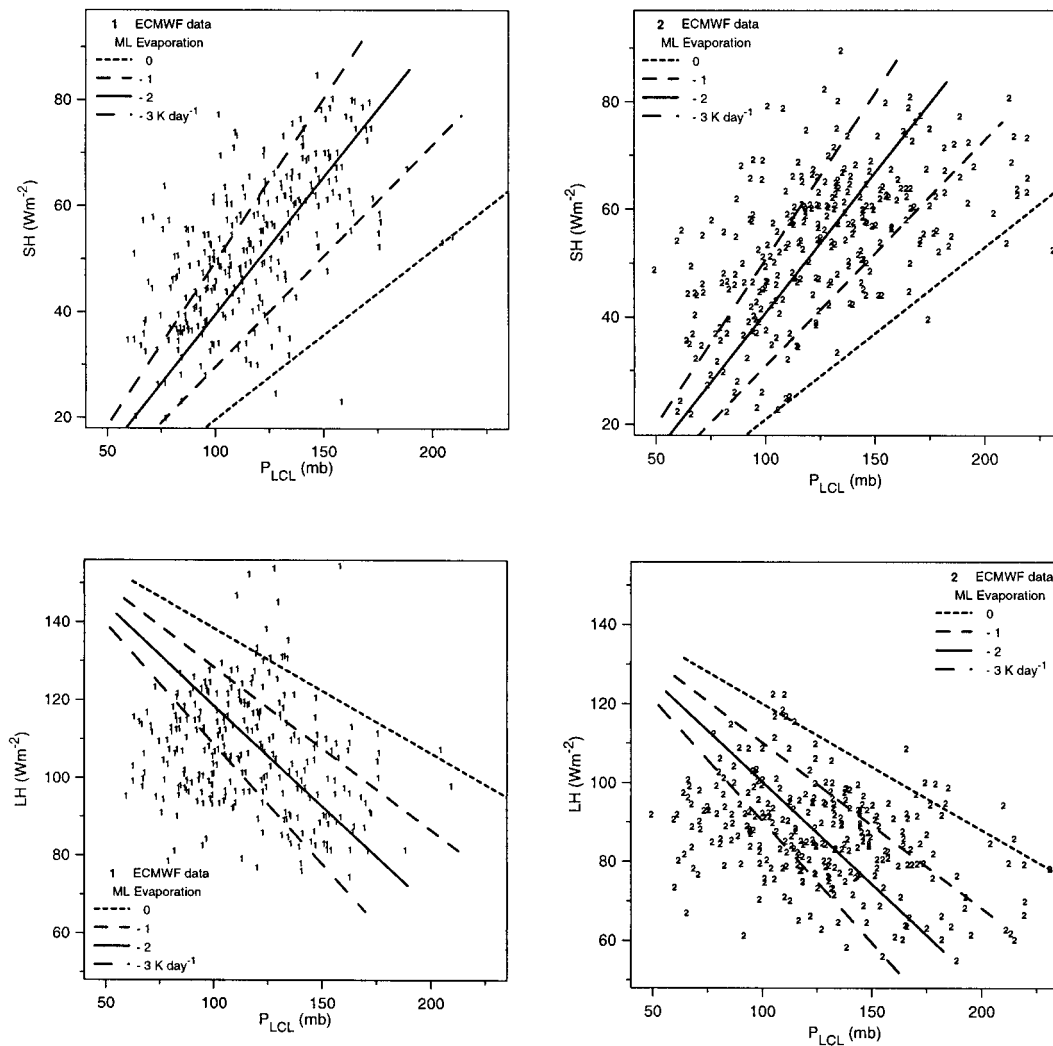 1 ECMWF data
ML Evaporation
0
- 1
- 2
- 3 K day⁻¹
80
60
40
20
SH (Wm⁻²)
50 100 150 200
P_LCL (mb)
2 ECMWF data
ML Evaporation
0
- 1
- 2
- 3 K day⁻¹
80
60
40
20
SH (Wm⁻²)
50 100 150 200
P_LCL (mb)
140
120
100
80
60
LH (Wm⁻²)
1 ECMWF data
ML Evaporation
0
- 1
- 2
- 3 K day⁻¹
50 100 150 200
P_LCL (mb)
2 ECMWF data
ML Evaporation
0
- 1
- 2
- 3 K day⁻¹
140
120
100
80
60
LH (Wm⁻²)
50 100 150 200
P_LCL (mb)